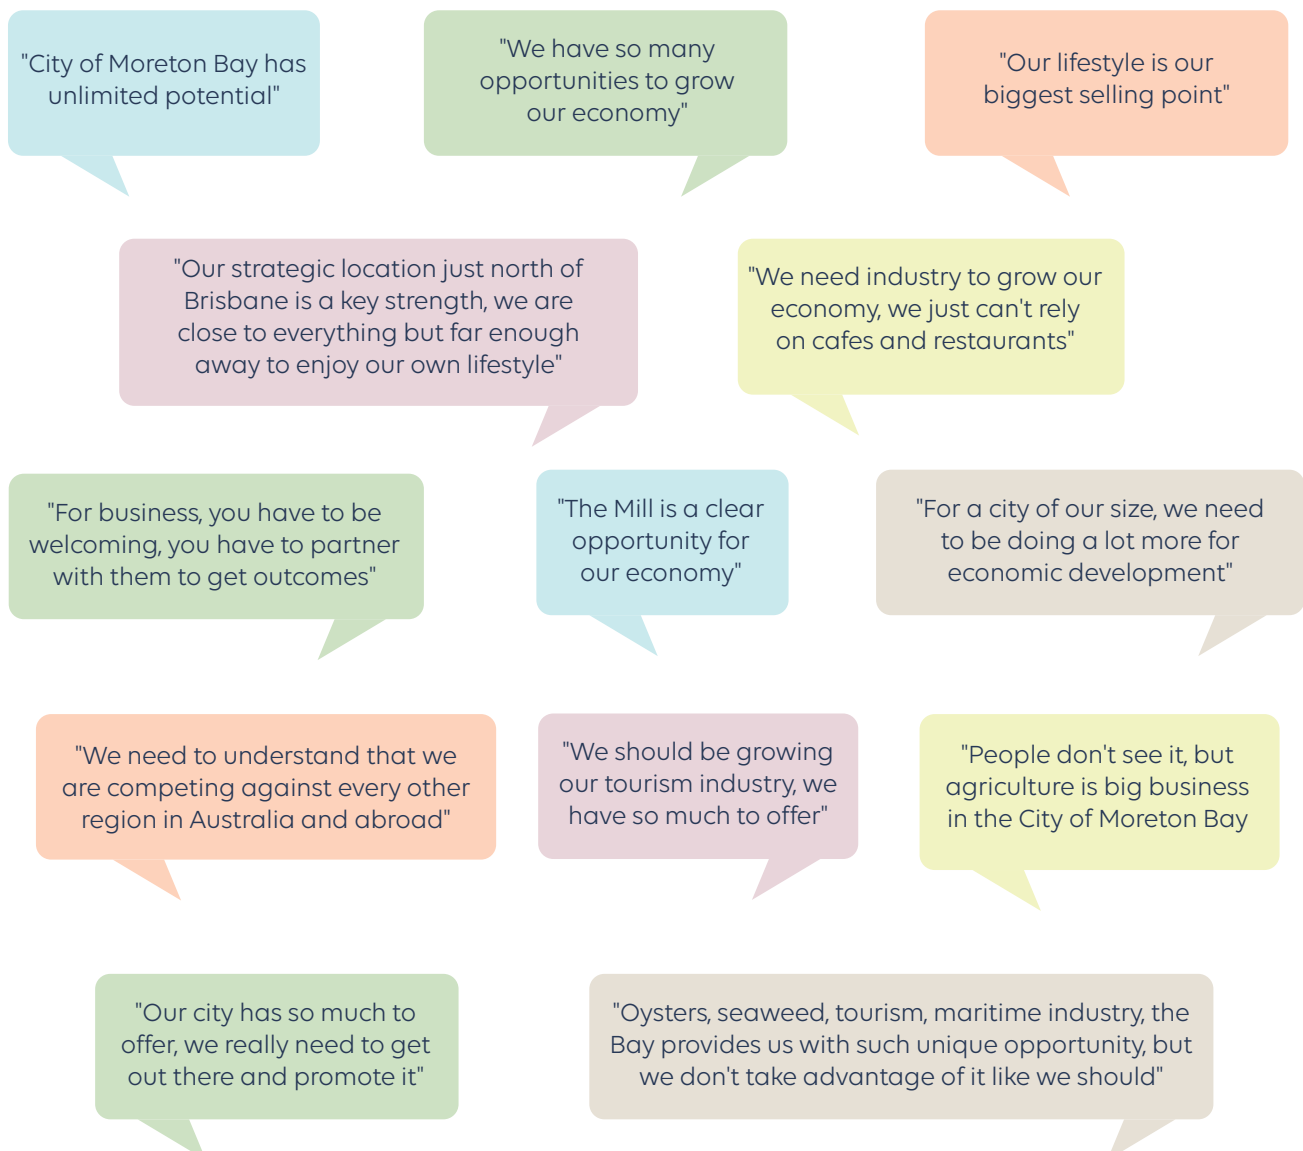 "City of Moreton Bay has
unlimited potential"
"We have so many
opportunities to grow
our economy"
"Our lifestyle is our
biggest selling point"
"Our strategic location just north of
Brisbane is a key strength, we are
close to everything but far enough
away to enjoy our own lifestyle"
"We need industry to grow our
economy, we just can't rely
on cafes and restaurants"
"For business, you have to be
welcoming, you have to partner
with them to get outcomes"
"The Mill is a clear
opportunity for
our economy"
"For a city of our size, we need
to be doing a lot more for
economic development"
"We need to understand that we
are competing against every other
region in Australia and abroad"
"We should be growing
our tourism industry, we
have so much to offer"
"People don't see it, but
agriculture is big business
in the City of Moreton Bay
"Our city has so much to
offer, we really need to get
out there and promote it"
"Oysters, seaweed, tourism, maritime industry, the
Bay provides us with such unique opportunity, but
we don't take advantage of it like we should"